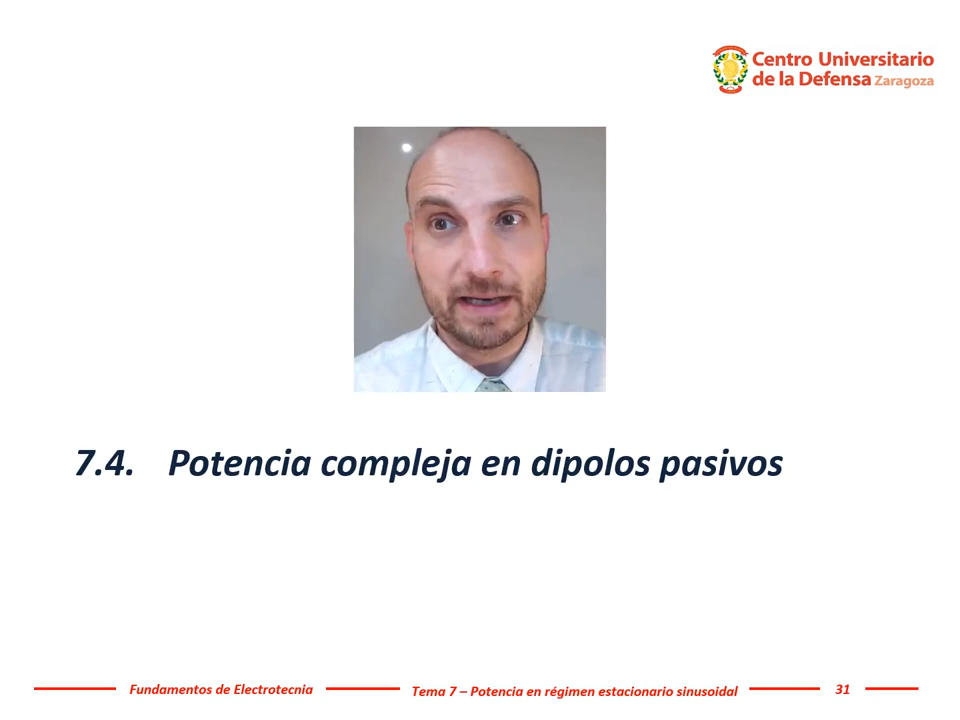 Centro Universitario
de la Defensa Zaragoza
7.4. Potencia compleja en dipolos pasivos
Fundamentos de Electrotecnia
Tema 7 – Potencia en régimen estacionario sinusoidal
31